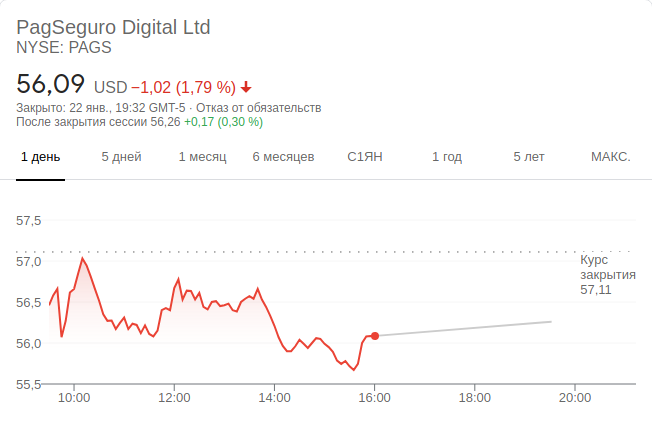 PagSeguro Digital Ltd
NYSE: PAGS
56,09 USD −1,02 (1,79 %)
Закрыто: 22 янв., 19:32 GMT-5 · Отказ от обязательств
После закрытия сессии 56,26 +0,17 (0,30 %)
1 день 5 дней 1 месяц 6 месяцев С1ЯН 1 год 5 лет МАКС.
57,5
57,0
56,5
56,0
55,5
Курс
закрытия
57,11
10:00 12:00 14:00 16:00 18:00 20:00